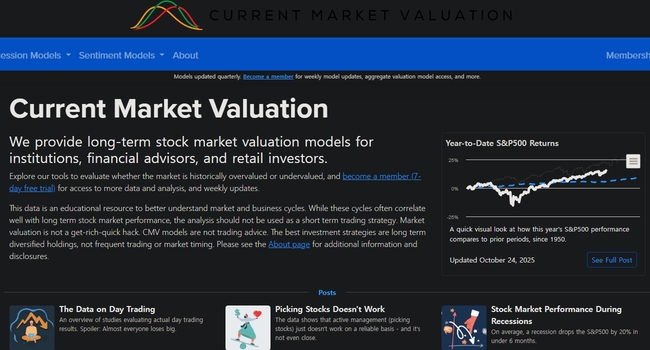 CURRENT MARKET VALUATION
ession Models Sentiment Models About Membersh
Models updated quarterly. Become a member for weekly model updates, aggregate valuation model access, and more.
Current Market Valuation
We provide long-term stock market valuation models for
institutions, financial advisors, and retail investors.
Explore our tools to evaluate whether the market is historically overvalued or undervalued, and become a member (7-
day free trial) for access to more data and analysis, and weekly updates.
This data is an educational resource to better understand market and business cycles. While these cycles often correlate
well with long term stock market performance, the analysis should not be used as a short term trading strategy. Market
valuation is not a get-rich-quick hack. CMV models are not trading advice. The best investment strategies are long term
diversified holdings, not frequent trading or market timing. Please see the About page for additional information and
disclosures.
Year-to-Date S&P500 Returns
25%
0%
-25%
A quick visual look at how this year's S&P500 performance
compares to prior periods, since 1950.
Updated October 24, 2025
See Full Post
Posts
The Data on Day Trading
An overview of studies evaluating actual day trading
results. Spoiler: Almost everyone loses big.
Picking Stocks Doesn't Work
The data shows that active management (picking
stocks) just doesn't work on a reliable basis - and it's
not even close.
Stock Market Performance During
Recessions
On average, a recession drops the S&P500 by 20% in
under 6 months.